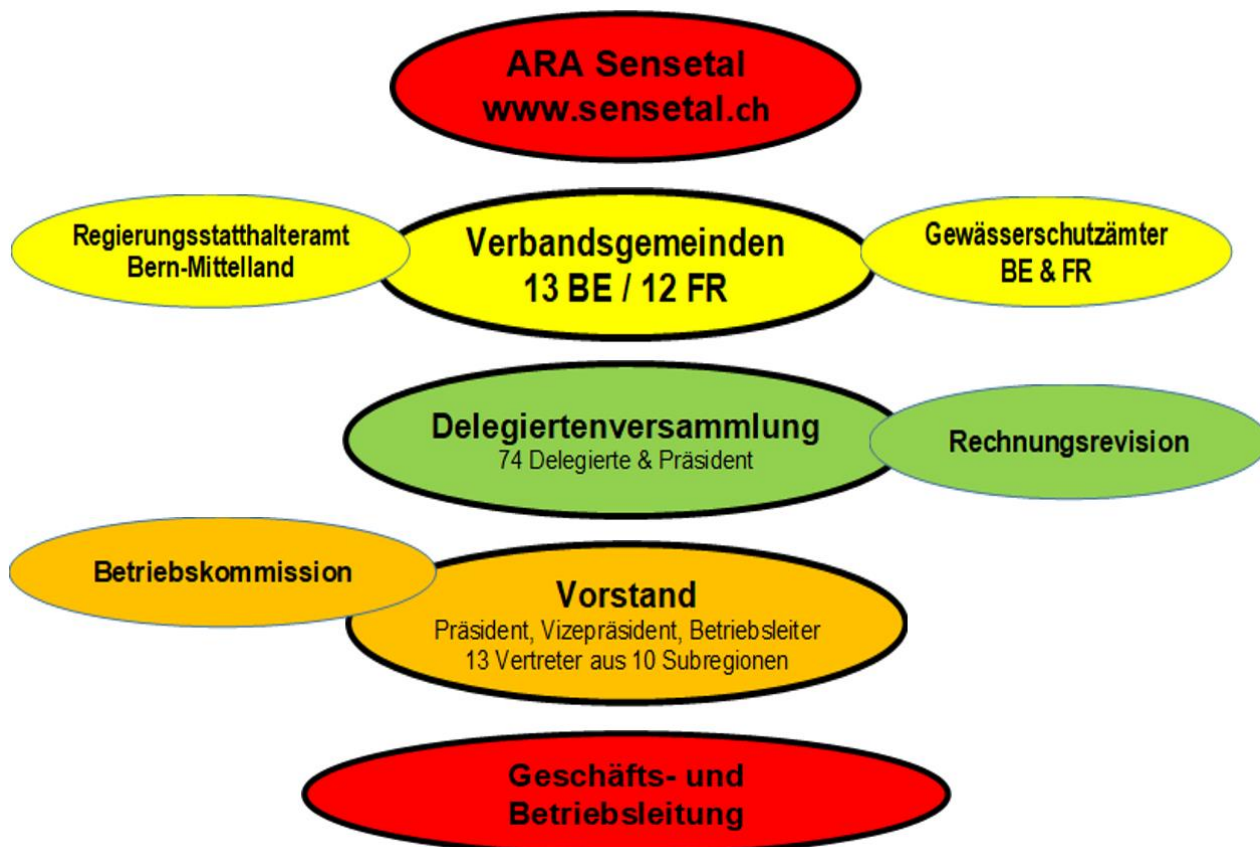 ARA Sensetal
www.sensetal.ch
Regierungsstatthalteramt
Bern-Mittelland
Verbandsgemeinden
13 BE / 12 FR
Gewässerschutzämter
BE & FR
Delegiertenversammlung
74 Delegierte & Präsident
Rechnungsrevision
Betriebskommission
Vorstand
Präsident, Vizepräsident, Betriebsleiter
13 Vertreter aus 10 Subregionen
Geschäfts- und
Betriebsleitung